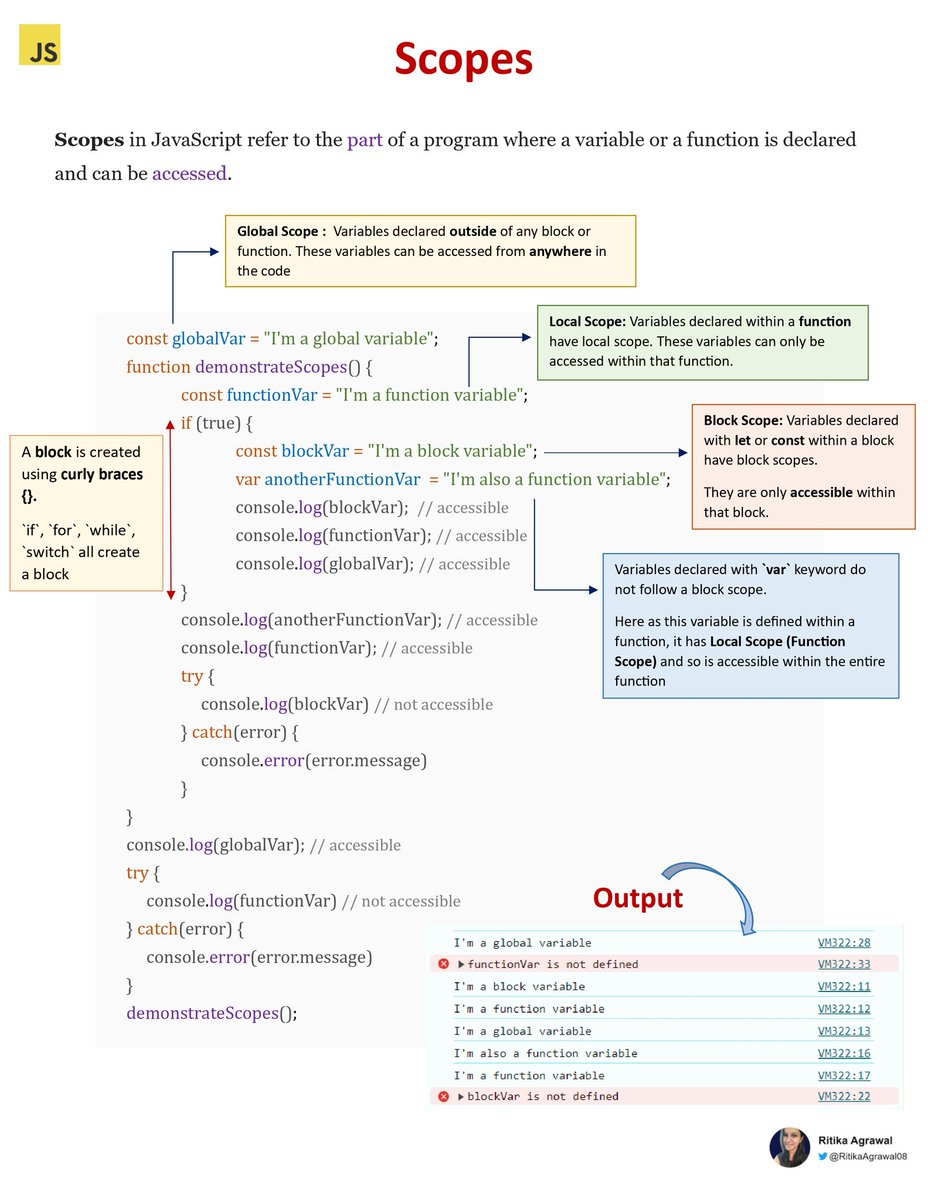 JS
Scopes
Scopes in JavaScript refer to the part of a program where a variable or a function is declared
and can be accessed.
Global Scope : Variables declared outside of any block or
function. These variables can be accessed from anywhere in
the code
Local Scope: Variables declared within a function
have local scope. These variables can only be
accessed within that function.
Block Scope: Variables declared
with let or const within a block
have block scopes.
They are only accessible within
that block.
A block is created
using curly braces
{}.
`if`, `for`, `while`,
`switch` all create
a block
Variables declared with `var` keyword do
not follow a block scope.
Here as this variable is defined within a
function, it has Local Scope (Function
Scope) and so is accessible within the entire
function
const globalVar = "I'm a global variable";
function demonstrateScopes() {
const functionVar = "I'm a function variable";
if (true) {
const blockVar = "I'm a block variable";
var anotherFunctionVar = "I'm also a function variable";
console.log(blockVar); // accessible
console.log(functionVar); // accessible
console.log(globalVar); // accessible
}
console.log(anotherFunctionVar); // accessible
console.log(functionVar); // accessible
try {
console.log(blockVar) // not accessible
} catch(error) {
console.error(error.message)
}
}
console.log(globalVar); // accessible
try {
console.log(functionVar) // not accessible
} catch(error) {
console.error(error.message)
}
demonstrateScopes();
Output
I'm a global variable VM322:28
functionVar is not defined VM322:33
I'm a block variable VM322:11
I'm a function variable VM322:12
I'm a global variable VM322:13
I'm also a function variable VM322:16
I'm a function variable VM322:17
blockVar is not defined VM322:22
Ritika Agrawal
@RitikaAgrawal08